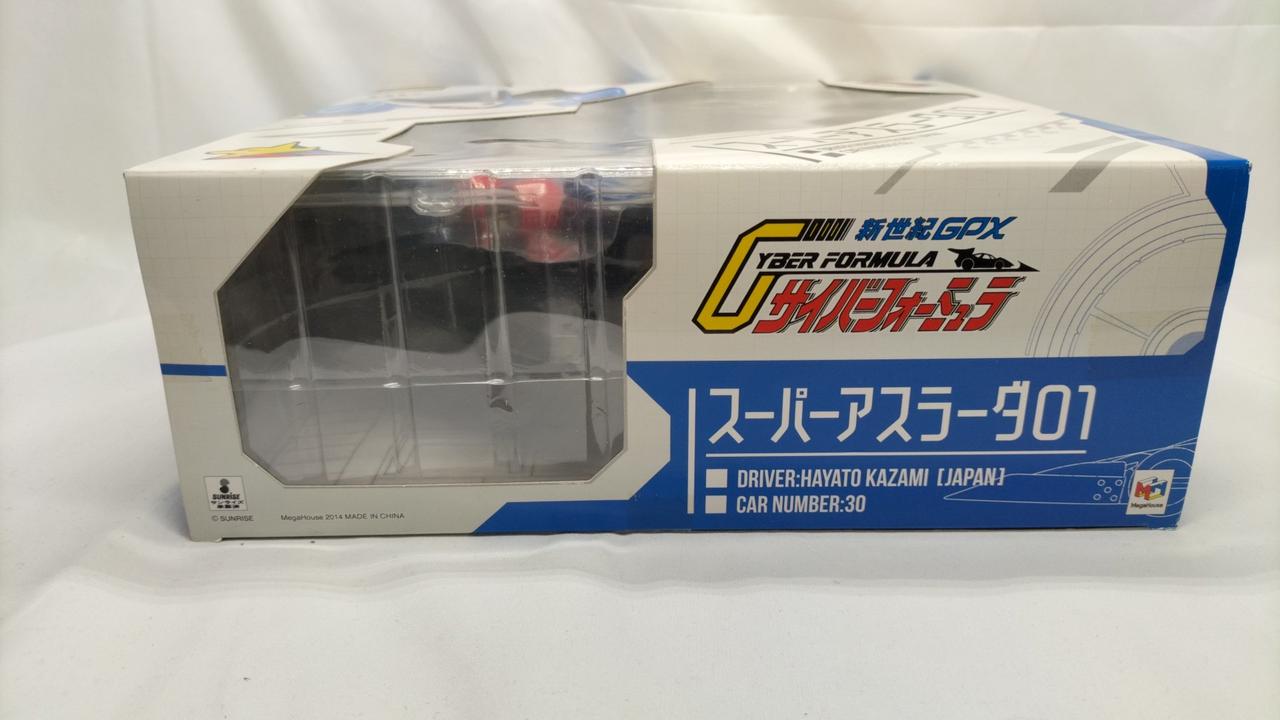 新世紀GPX
CYBER FORMULA
サイバーフォーミュラ
スーパーアスラーダ01
DRIVER:HAYATO KAZAMI [JAPAN]
CAR NUMBER:30
SUNRISE
© SUNRISE
MegaHouse 2014 MADE IN CHINA
MegaHouse